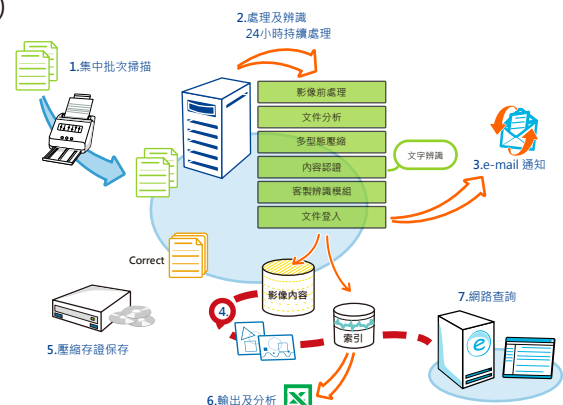 )
2.處理及辨識
24小時持續處理
1.集中批次掃描
影像前處理
文件分析
多型態壓縮
內容認證
客製辨識模組
文件登入
文字辨識
3.e-mail 通知
Correct
影像內容
4.
索引
7.網路查詢
e
5.壓縮存證保存
6.輸出及分析
X